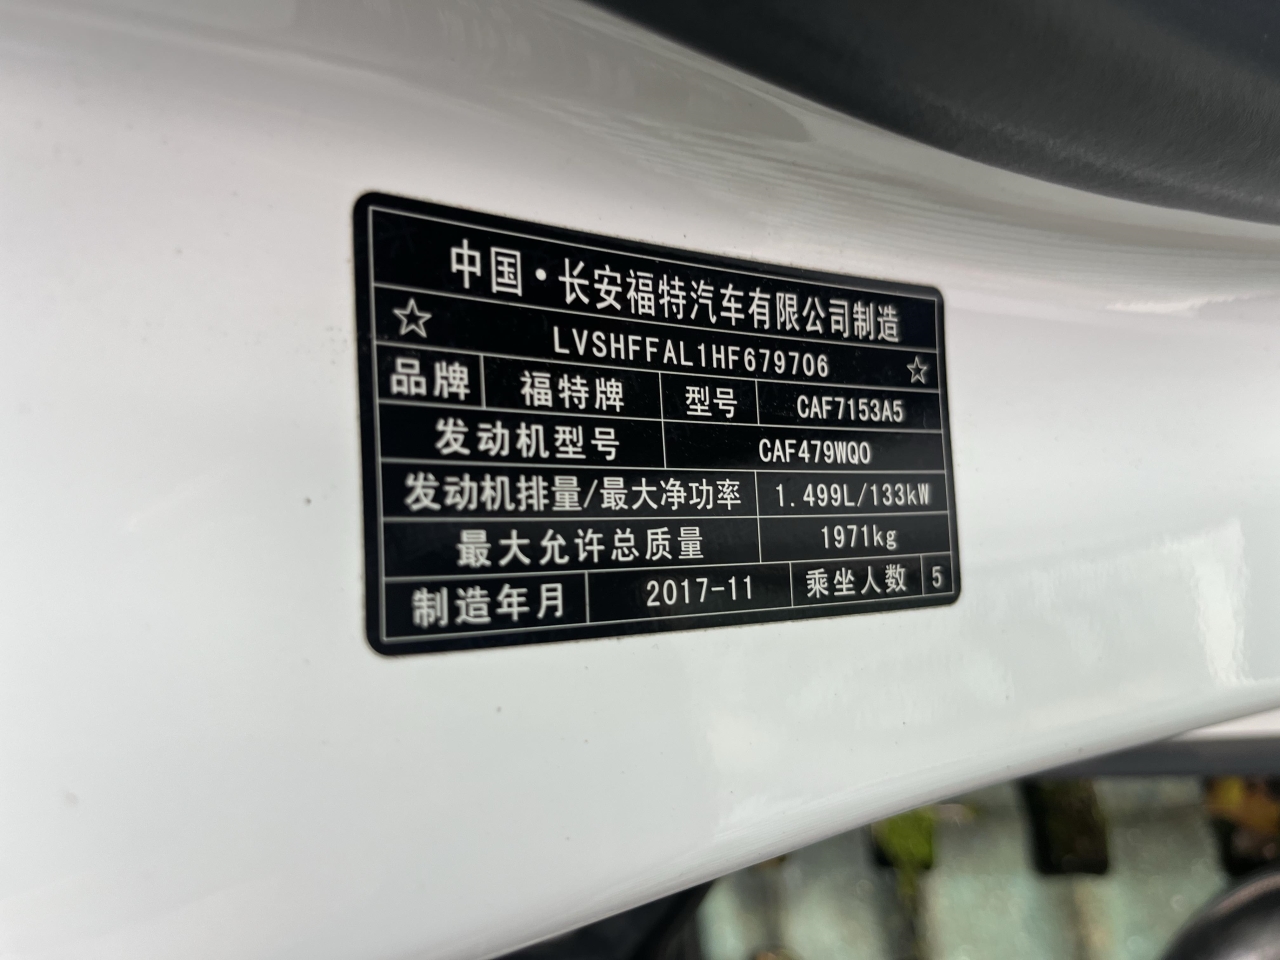 中国·长安福特汽车有限公司制造
☆ LVSHFFAL1HF679706 ☆
品牌 福特牌 型号 CAF7153A5
发动机型号 CAF479WQ0
发动机排量/最大净功率 1.499L/133kW
最大允许总质量 1971kg
制造年月 2017-11 乘坐人数 5